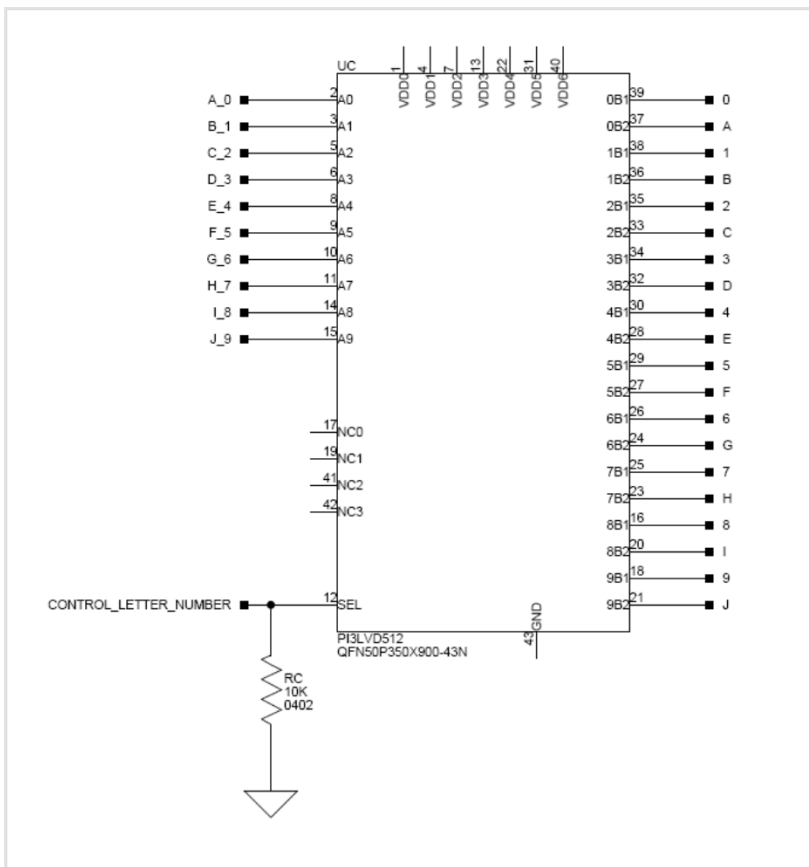 UC
1 VDD0
4 VDD1
7 VDD2
13 VDD3
22 VDD4
31 VDD5
40 VDD6
A_0 2 A0
B_1 3 A1
C_2 5 A2
D_3 6 A3
E_4 8 A4
F_5 9 A5
G_6 10 A6
H_7 11 A7
I_8 14 A8
J_9 15 A9
17 NC0
19 NC1
41 NC2
42 NC3
CONTROL_LETTER_NUMBER 12 SEL
0B1 39 0
0B2 37 A
1B1 38 1
1B2 36 B
2B1 35 2
2B2 33 C
3B1 34 3
3B2 32 D
4B1 30 4
4B2 28 E
5B1 29 5
5B2 27 F
6B1 26 6
6B2 24 G
7B1 25 7
7B2 23 H
8B1 16 8
8B2 20 I
9B1 18 9
9B2 21 J
43 GND
PI3LVD512
QFN50P350X900-43N
RC
10K
0402